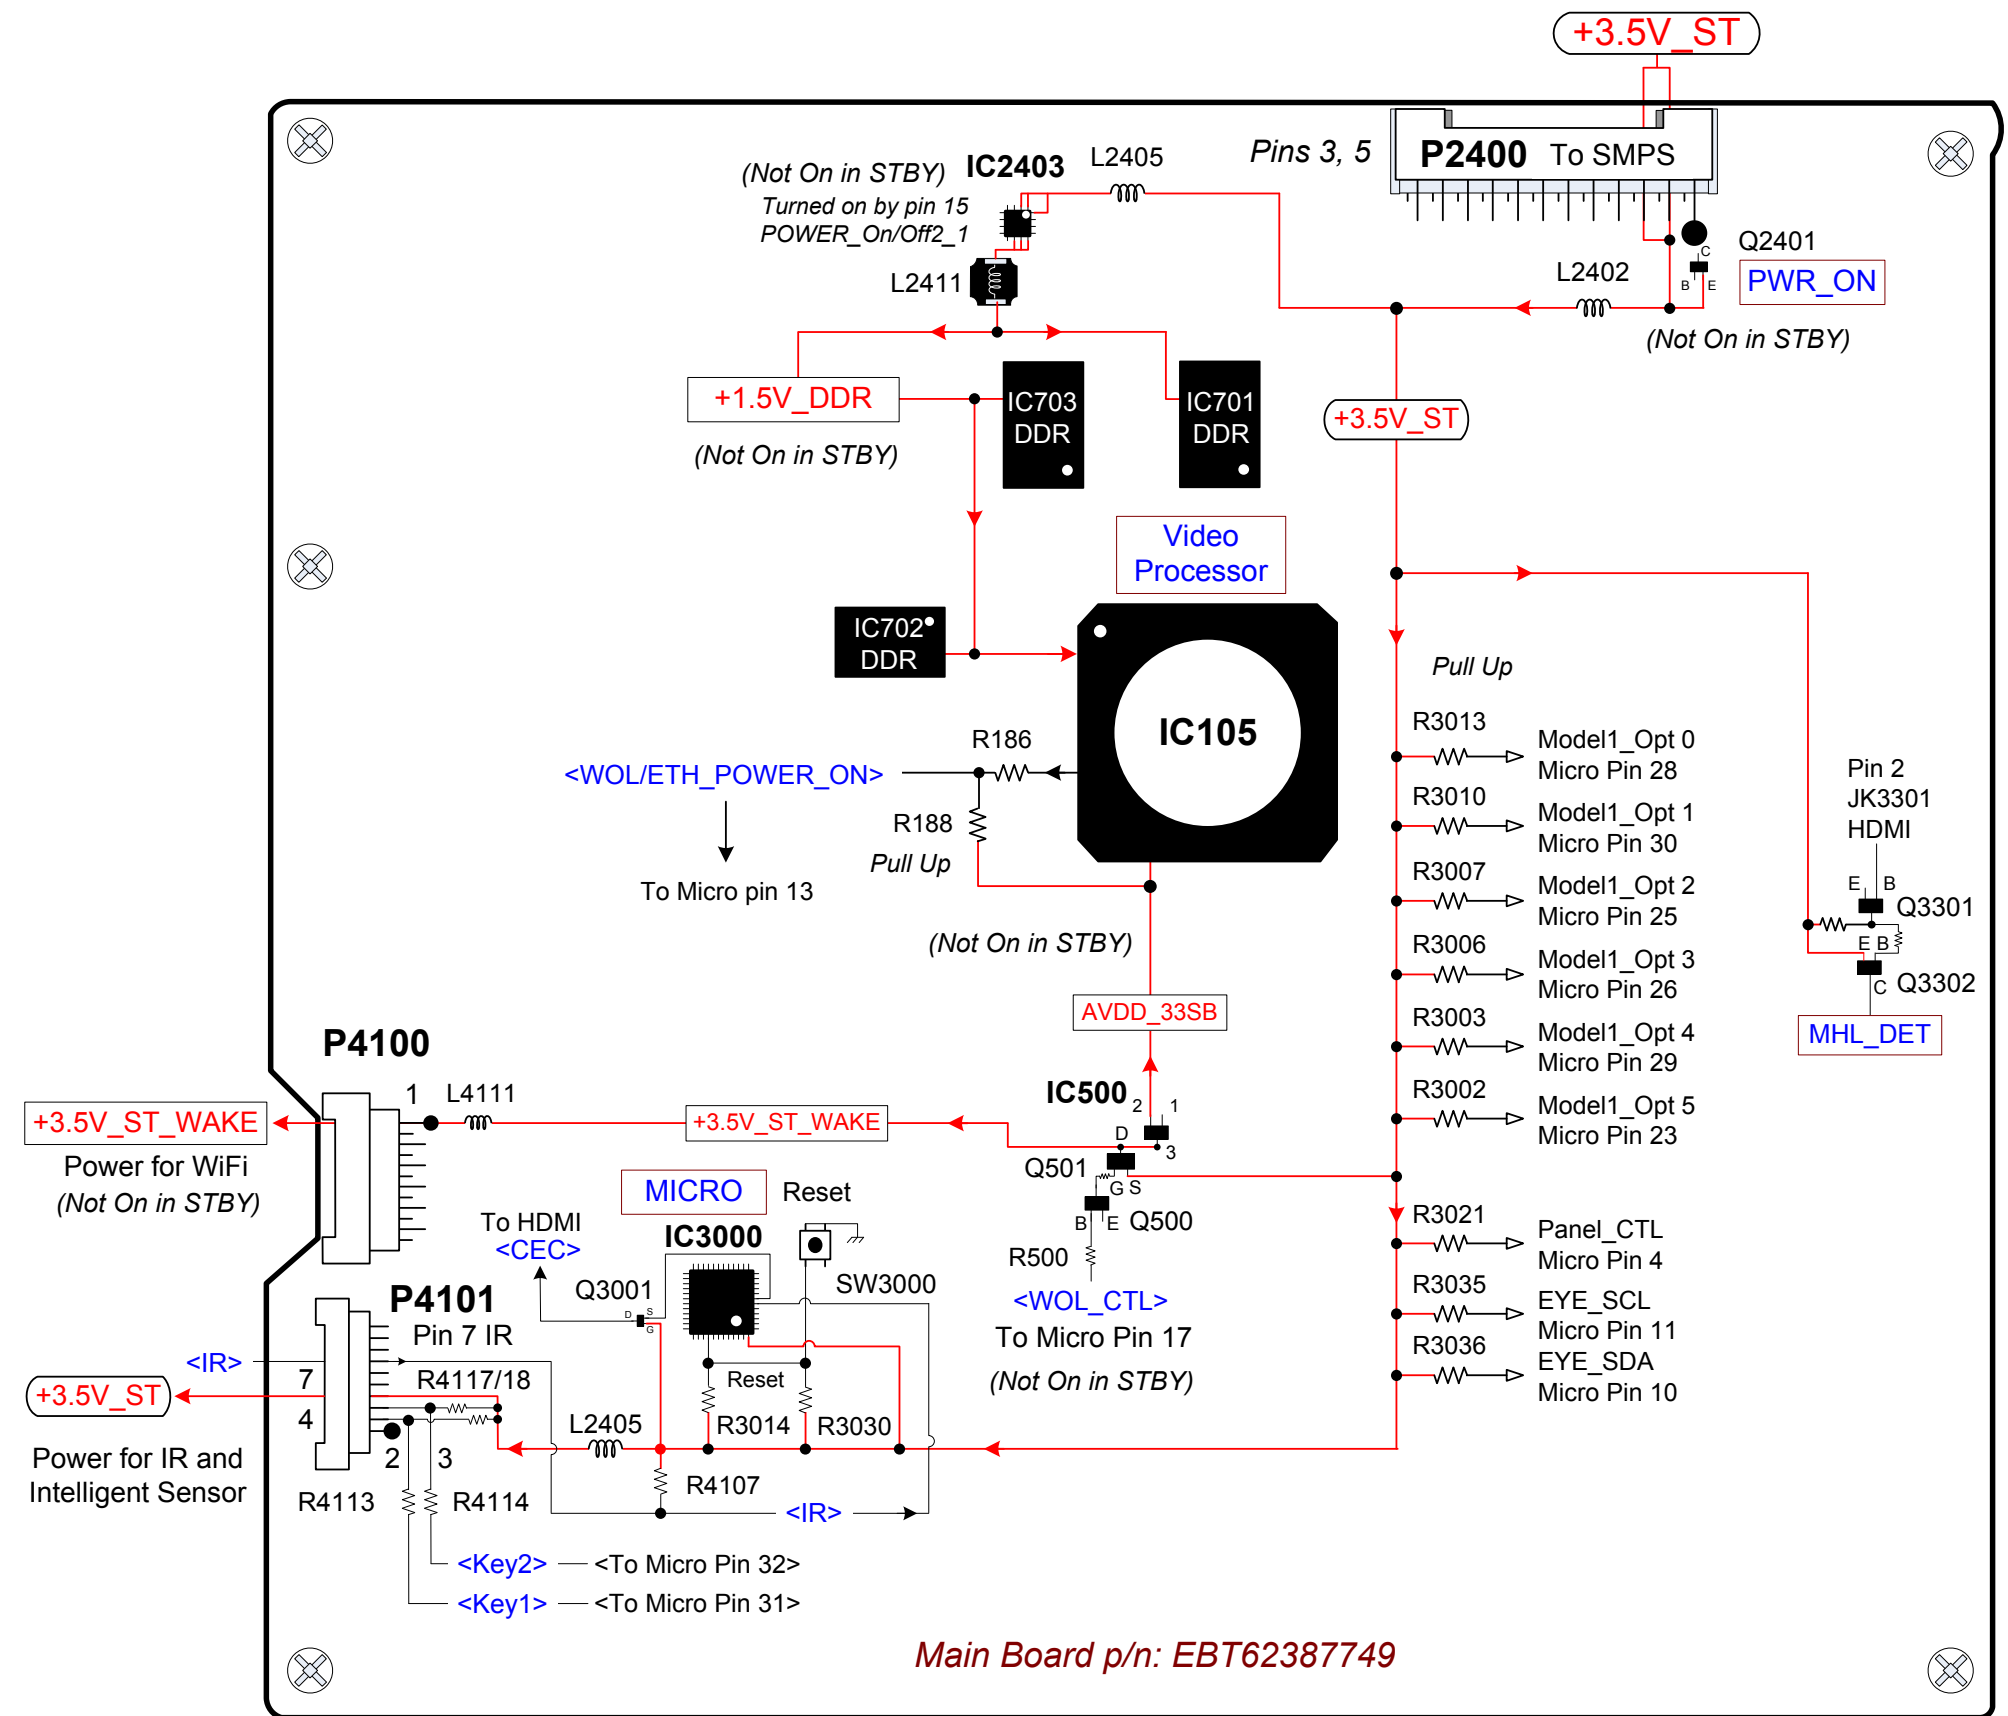 +3.5V_ST
Pins 3, 5
P2400 To SMPS
(Not On in STBY)
IC2403
L2405
Turned on by pin 15
POWER_On/Off2_1
L2411
L2402
C
B
E
Q2401
PWR_ON
(Not On in STBY)
+1.5V_DDR
(Not On in STBY)
IC703
DDR
IC701
DDR
+3.5V_ST
Video
Processor
IC702
DDR
IC105
Pull Up
R186
<WOL/ETH_POWER_ON>
R188
Pull Up
To Micro pin 13
(Not On in STBY)
AVDD_33SB
R3013
Model1_Opt 0
Micro Pin 28
R3010
Model1_Opt 1
Micro Pin 30
R3007
Model1_Opt 2
Micro Pin 25
R3006
Model1_Opt 3
Micro Pin 26
R3003
Model1_Opt 4
Micro Pin 29
R3002
Model1_Opt 5
Micro Pin 23
Pin 2
JK3301
HDMI
E
B
Q3301
E B
C
Q3302
MHL_DET
P4100
1
L4111
+3.5V_ST_WAKE
+3.5V_ST_WAKE
Power for WiFi
(Not On in STBY)
IC500
2
1
D
3
Q501
G S
B
E
Q500
R500
<WOL_CTL>
To Micro Pin 17
(Not On in STBY)
R3021
Panel_CTL
Micro Pin 4
R3035
EYE_SCL
Micro Pin 11
R3036
EYE_SDA
Micro Pin 10
MICRO
Reset
To HDMI
<CEC>
IC3000
Q3001
D
S
G
SW3000
P4101
Pin 7 IR
<IR>
7
R4117/18
+3.5V_ST
4
Reset
L2405
R3014
R3030
Power for IR and
Intelligent Sensor
2
3
R4113
R4114
R4107
<IR>
<Key2>
<To Micro Pin 32>
<Key1>
<To Micro Pin 31>
Main Board p/n: EBT62387749